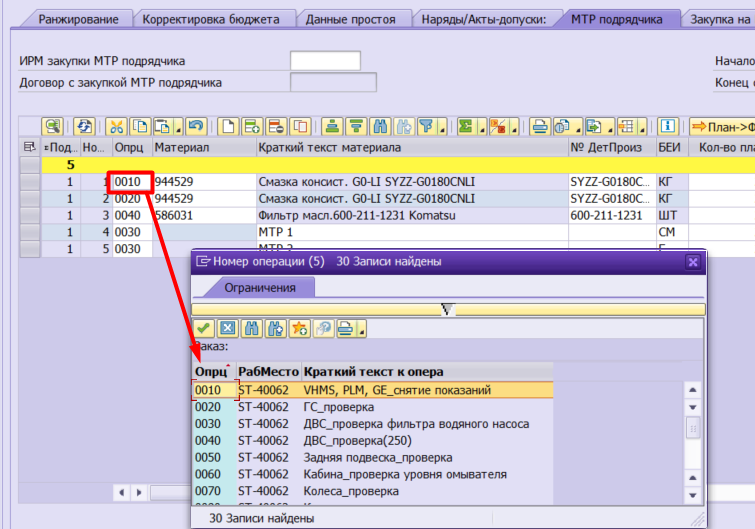 Ранжирование Корректировка бюджета Данные простоя Наряды/Акты-допуски: МТР подрядчика Закупка на
ИРМ закупки МТР подрядчика Начало
Договор с закупкой МТР подрядчика Конец
План->Ф
Под... Но... Опрц Материал Краткий текст материала № ДетПроиз БЕИ Кол-во пла
5
1 1 0010 944529 Смазка консист. G0-LI SYZZ-G0180CNLI SYZZ-G0180C... КГ
1 2 0020 944529 Смазка консист. G0-LI SYZZ-G0180CNLI SYZZ-G0180C... КГ
1 3 0040 586031 Фильтр масл.600-211-1231 Komatsu 600-211-1231 ШТ
1 4 0030 МТР 1 СМ
1 5 0030 МТР 2
Номер операции (5) 30 Записи найдены
Ограничения
Заказ:
Опрц РабМесто Краткий текст к опера
0010 ST-40062 VHMS, PLM, GE_снятие показаний
0020 ST-40062 ГС_проверка
0030 ST-40062 ДВС_проверка фильтра водяного насоса
0040 ST-40062 ДВС_проверка(250)
0050 ST-40062 Задняя подвеска_проверка
0060 ST-40062 Кабина_проверка уровня омывателя
0070 ST-40062 Колеса_проверка
30 Записи найдены